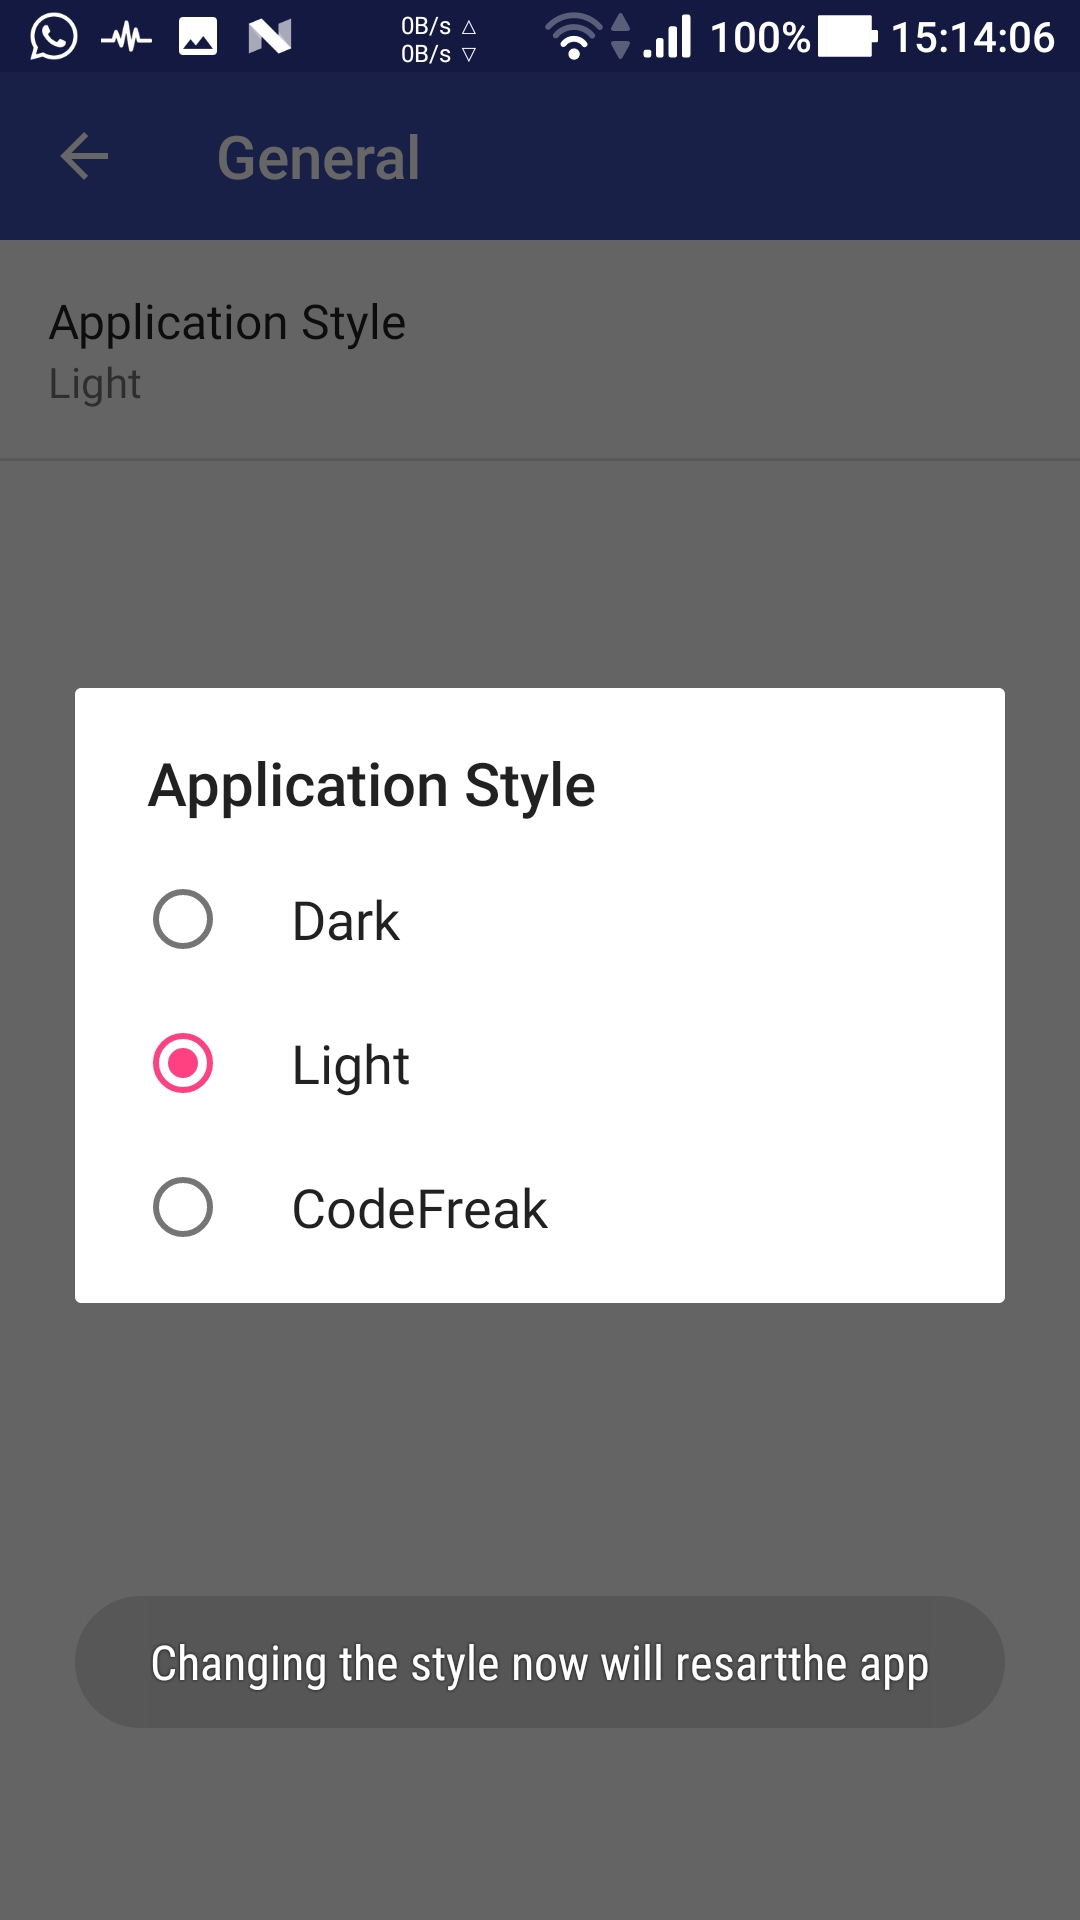 0B/s △
0B/s ▽
100%
15:14:06
General
Application Style
Light
Application Style
Dark
Light
CodeFreak
Changing the style now will resartthe app